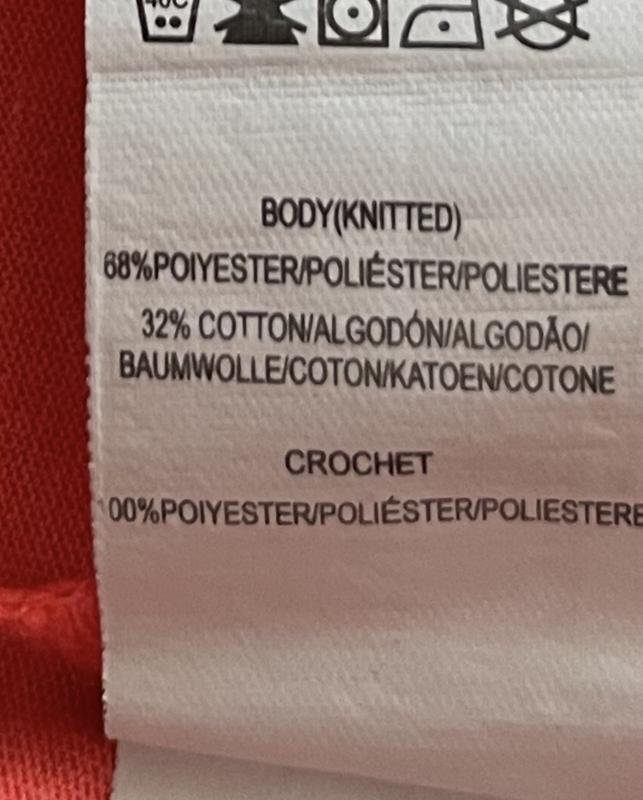 40C
BODY(KNITTED)
68%POIYESTER/POLIÉSTER/POLIESTERE
32% COTTON/ALGODÓN/ALGODÃO/
BAUMWOLLE/COTON/KATOEN/COTONE
CROCHET
00%POIYESTER/POLIÉSTER/POLIESTERE